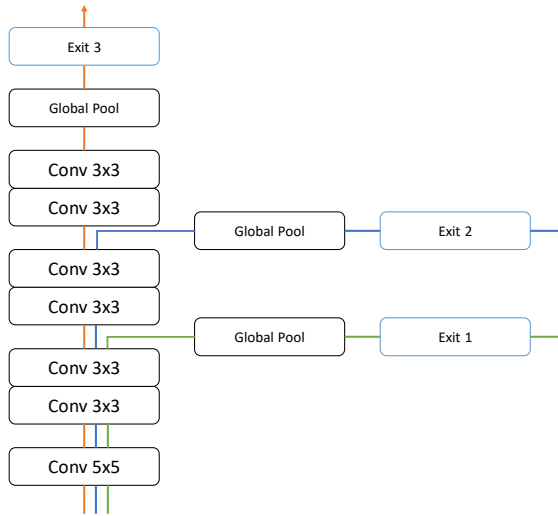 Exit 3
Global Pool
Conv 3x3
Conv 3x3
Global Pool
Exit 2
Conv 3x3
Conv 3x3
Global Pool
Exit 1
Conv 3x3
Conv 3x3
Conv 5x5